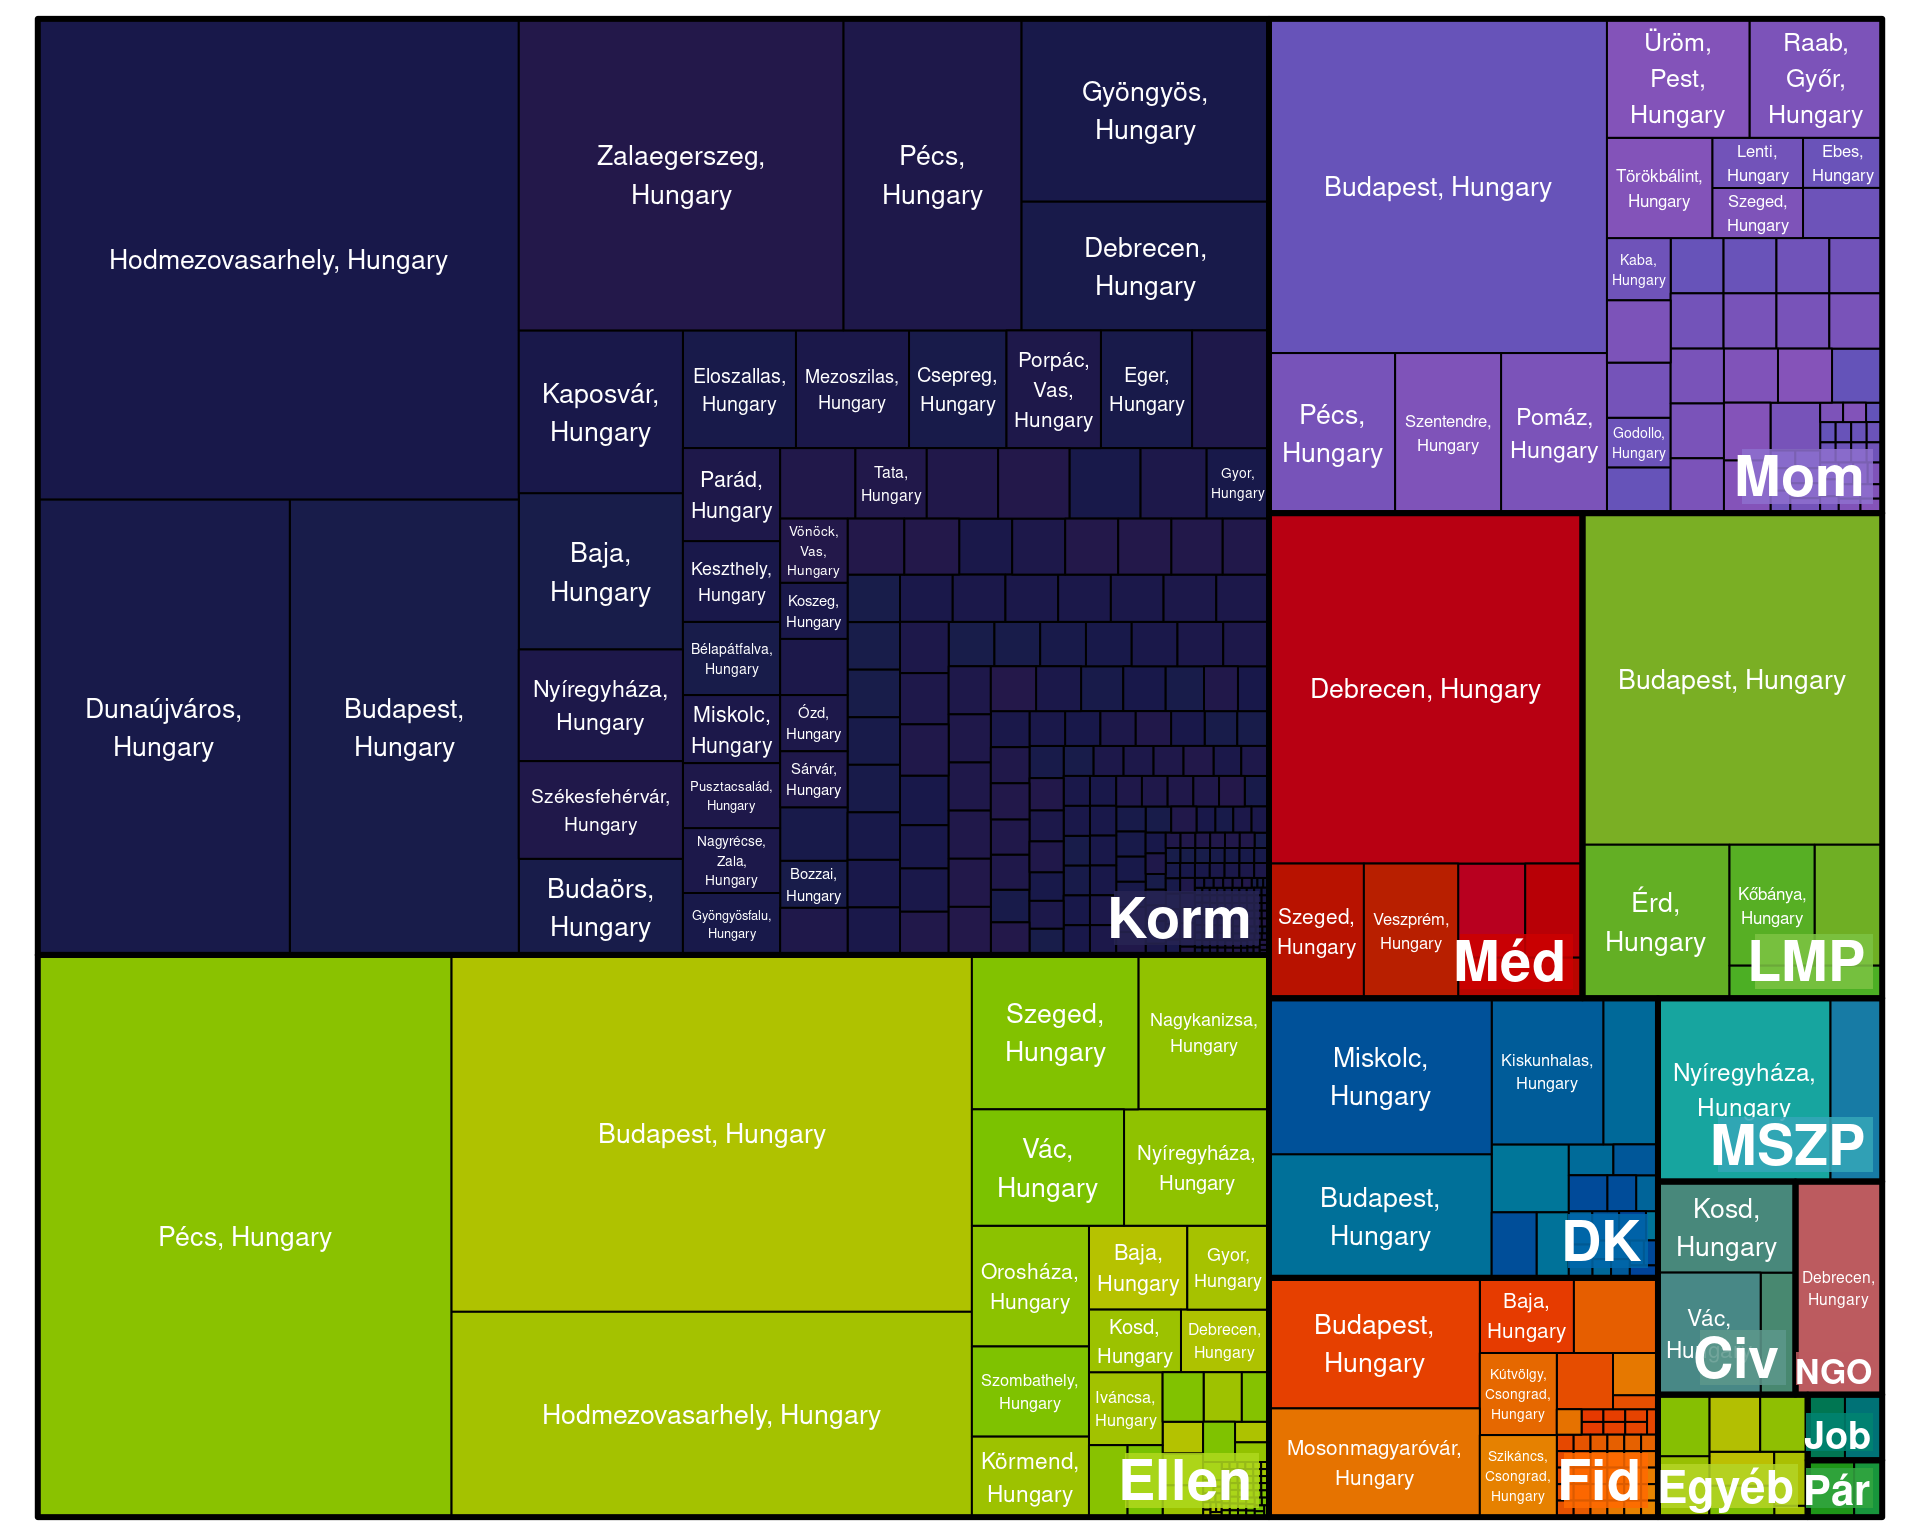 Hodmezovasarhely, Hungary
Dunaújváros,
Hungary
Budapest,
Hungary
Zalaegerszeg,
Hungary
Pécs,
Hungary
Gyöngyös,
Hungary
Debrecen,
Hungary
Kaposvár,
Hungary
Baja,
Hungary
Nyíregyháza,
Hungary
Székesfehérvár,
Hungary
Budaörs,
Hungary
Eloszallas,
Hungary
Mezoszilas,
Hungary
Csepreg,
Hungary
Porpác,
Vas,
Hungary
Eger,
Hungary
Parád,
Hungary
Keszthely,
Hungary
Bélapátfalva,
Hungary
Miskolc,
Hungary
Pusztacsalád,
Hungary
Nagyrécse,
Zala,
Hungary
Gyöngyösfalu,
Hungary
Tata,
Hungary
Gyor,
Hungary
Vönöck,
Vas,
Hungary
Koszeg,
Hungary
Ózd,
Hungary
Sárvár,
Hungary
Bozzai,
Hungary
Korm
Pécs, Hungary
Budapest, Hungary
Hodmezovasarhely, Hungary
Szeged,
Hungary
Nagykanizsa,
Hungary
Vác,
Hungary
Nyíregyháza,
Hungary
Orosháza,
Hungary
Szombathely,
Hungary
Körmend,
Hungary
Baja,
Hungary
Gyor,
Hungary
Kosd,
Hungary
Debrecen,
Hungary
Iváncsa,
Hungary
Ellen
Budapest, Hungary
Pécs,
Hungary
Szentendre,
Hungary
Pomáz,
Hungary
Üröm,
Pest,
Hungary
Raab,
Győr,
Hungary
Törökbálint,
Hungary
Lenti,
Hungary
Ebes,
Hungary
Szeged,
Hungary
Kaba,
Hungary
Godollo,
Hungary
Mom
Debrecen, Hungary
Szeged,
Hungary
Veszprém,
Hungary
Méd
Budapest, Hungary
Érd,
Hungary
Kőbánya,
Hungary
LMP
Miskolc,
Hungary
Budapest,
Hungary
Kiskunhalas,
Hungary
DK
Budapest,
Hungary
Mosonmagyaróvár,
Hungary
Baja,
Hungary
Kútvölgy,
Csongrad,
Hungary
Szikáncs,
Csongrad,
Hungary
Fid
Nyíregyháza,
Hungary
MSZP
Kosd,
Hungary
Vác,
Hungary
Civ
Debrecen,
Hungary
NGO
Egyéb
Job
Pár